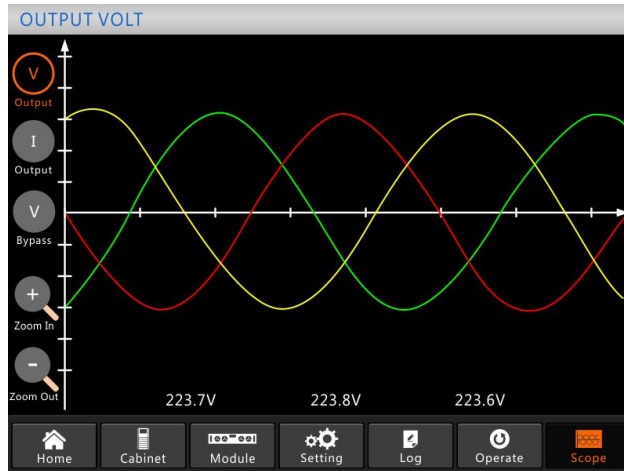 OUTPUT VOLT
V
Output
I
Output
V
Bypass
+
Zoom In
-
Zoom Out
223.7V 223.8V 223.6V
Home Cabinet Module Setting Log Operate Scope